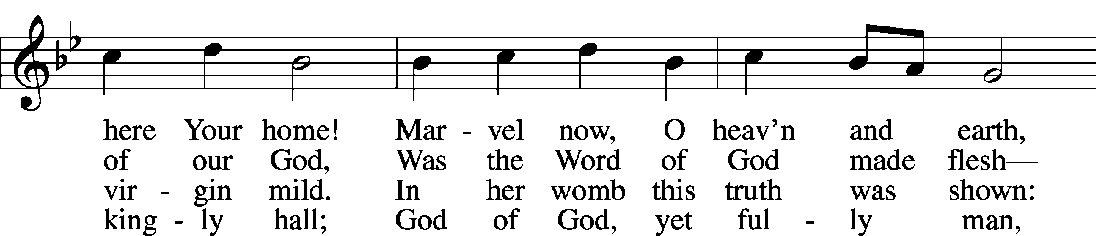 here Your home! Mar - vel now, O heav'n and earth,
of our God, Was the Word of God made flesh—
vir - gin mild. In her womb this truth was shown:
king - ly hall; God of God, yet ful - ly man,